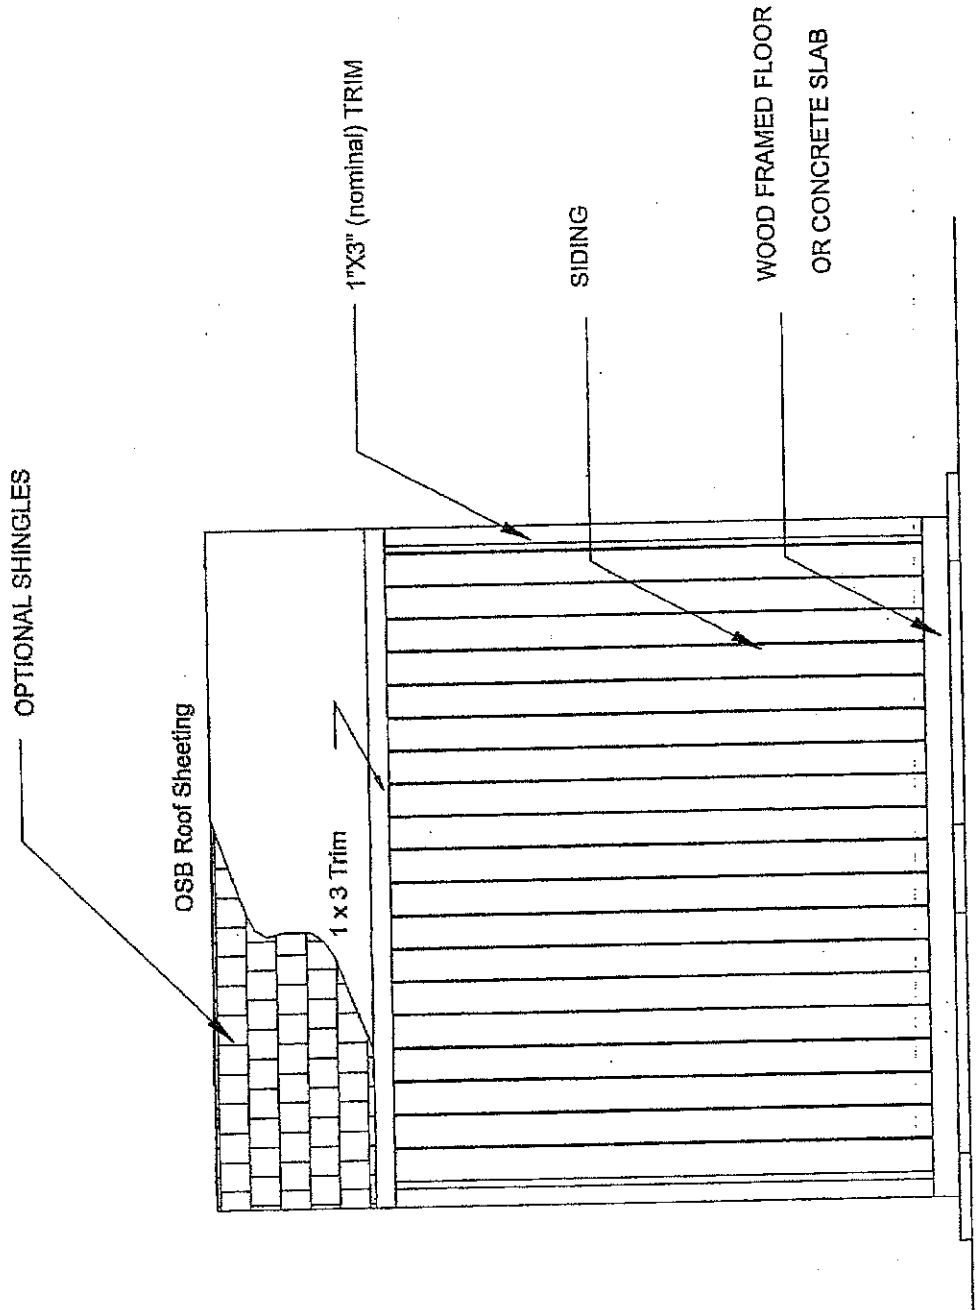 OPTIONAL SHINGLES
OSB Roof Sheeting
1 x 3 Trim
1"X3" (nominal) TRIM
SIDING
WOOD FRAMED FLOOR
OR CONCRETE SLAB